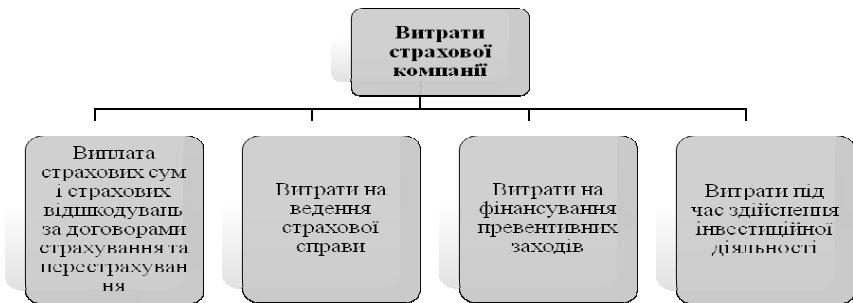 Витрати
страхової
компанії
Виплата
страхових сум
і страхових
відшкодувань
за договорами
страхування та
перестрахуван
ня
Витрати на
ведення
страхової
справи
Витрати на
фінансування
превентивних
заходів
Витрати під
час здійснення
інвестиційної
діяльності